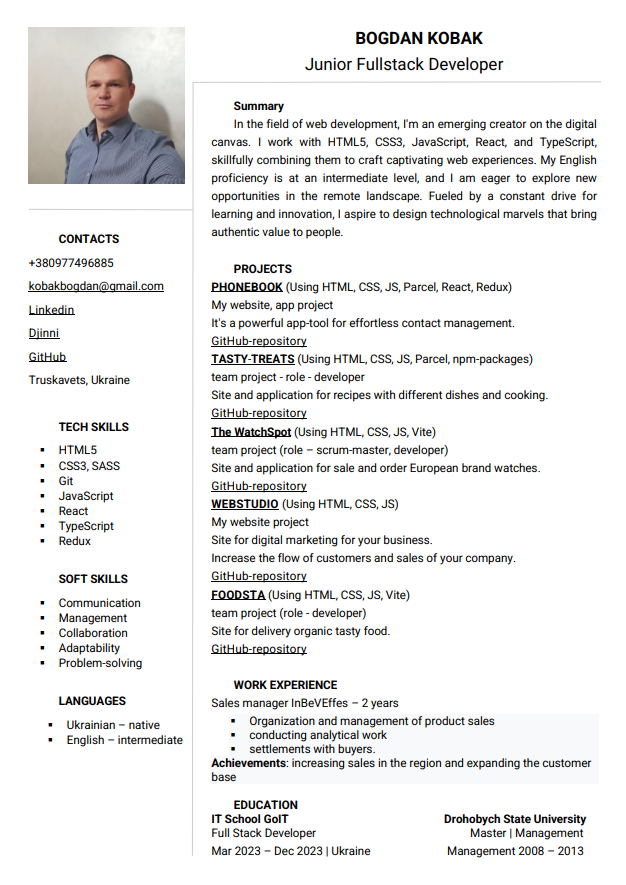 BOGDAN KOBAK
Junior Fullstack Developer
CONTACTS
+380977496885
kobakbogdan@gmail.com
Linkedin
Djinni
GitHub
Truskavets, Ukraine
TECH SKILLS
▪ HTML5
▪ CSS3, SASS
▪ Git
▪ JavaScript
▪ React
▪ TypeScript
▪ Redux
SOFT SKILLS
▪ Communication
▪ Management
▪ Collaboration
▪ Adaptability
▪ Problem-solving
LANGUAGES
▪ Ukrainian – native
▪ English – intermediate
Summary
In the field of web development, I'm an emerging creator on the digital
canvas. I work with HTML5, CSS3, JavaScript, React, and TypeScript,
skillfully combining them to craft captivating web experiences. My English
proficiency is at an intermediate level, and I am eager to explore new
opportunities in the remote landscape. Fueled by a constant drive for
learning and innovation, I aspire to design technological marvels that bring
authentic value to people.
PROJECTS
PHONEBOOK (Using HTML, CSS, JS, Parcel, React, Redux)
My website, app project
It's a powerful app-tool for effortless contact management.
GitHub-repository
TASTY-TREATS (Using HTML, CSS, JS, Parcel, npm-packages)
team project - role - developer
Site and application for recipes with different dishes and cooking.
GitHub-repository
The WatchSpot (Using HTML, CSS, JS, Vite)
team project (role – scrum-master, developer)
Site and application for sale and order European brand watches.
GitHub-repository
WEBSTUDIO (Using HTML, CSS, JS)
My website project
Site for digital marketing for your business.
Increase the flow of customers and sales of your company.
GitHub-repository
FOODSTA (Using HTML, CSS, JS, Vite)
team project (role - developer)
Site for delivery organic tasty food.
GitHub-repository
WORK EXPERIENCE
Sales manager InBeVEffes – 2 years
▪ Organization and management of product sales
▪ conducting analytical work
▪ settlements with buyers.
Achievements: increasing sales in the region and expanding the customer
base
EDUCATION
IT School GoIT
Full Stack Developer
Mar 2023 – Dec 2023 | Ukraine
Drohobych State University
Master | Management
Management 2008 – 2013